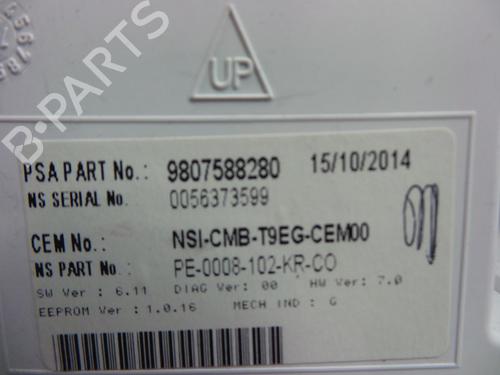 UP
B-PARTS
PSA PART No.: 9807588280 15/10/2014
NS SERIAL No. 0056373599
CEM No.: NSI-CMB-T9EG-CEM00
NS PART No.: PE-0008-102-KR-CO
SW Ver : 6.11 DIAG Ver: 00 HW Ver: 7.0
EEPROM Ver : 1.0.16 MECH IND : G